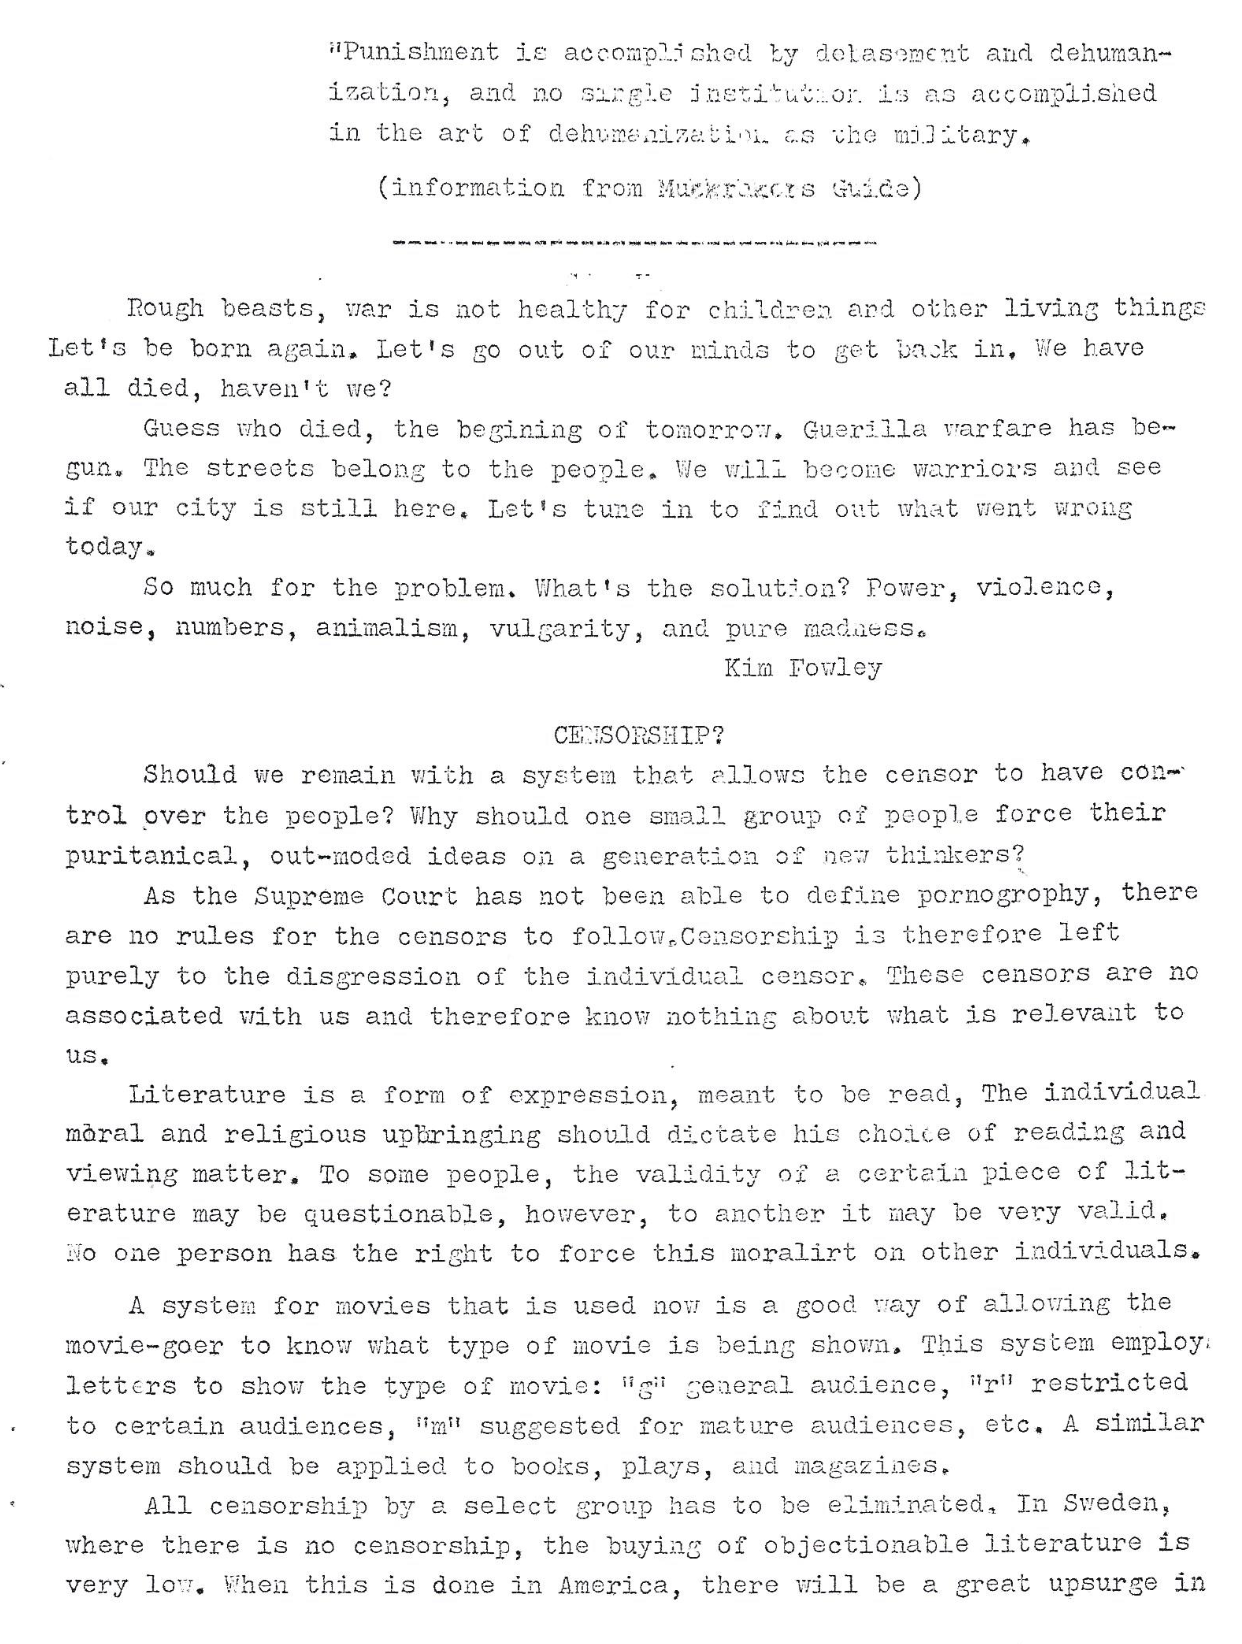 "Punishment is accomplished by debasement and dehuman-
ization, and no single institution is as accomplished
in the art of dehumanization as the military.
(information from Muckrakers Guide)
Rough beasts, war is not healthy for children and other living things
Let's be born again. Let's go out of our minds to get back in. We have
all died, haven't we?
Guess who died, the begining of tomorrow. Guerilla warfare has be-
gun. The streets belong to the people. We will become warriors and see
if our city is still here. Let's tune in to find out what went wrong
today.
So much for the problem. What's the solution? Power, violence,
noise, numbers, animalism, vulgarity, and pure madness.
Kim Fowley
CENSORSHIP?
Should we remain with a system that allows the censor to have con-
trol over the people? Why should one small group of people force their
puritanical, out-moded ideas on a generation of new thinkers?
As the Supreme Court has not been able to define pornogrophy, there
are no rules for the censors to follow.Censorship is therefore left
purely to the disgression of the individual censor. These censors are no
associated with us and therefore know nothing about what is relevant to
us.
Literature is a form of expression, meant to be read, The individual
moral and religious upbringing should dictate his choice of reading and
viewing matter. To some people, the validity of a certain piece of lit-
erature may be questionable, however, to another it may be very valid.
No one person has the right to force this moralirt on other individuals.
A system for movies that is used now is a good way of allowing the
movie-goer to know what type of movie is being shown. This system employ
letters to show the type of movie: "g" general audience, "r" restricted
to certain audiences, "m" suggested for mature audiences, etc. A similar
system should be applied to books, plays, and magazines.
All censorship by a select group has to be eliminated. In Sweden,
where there is no censorship, the buying of objectionable literature is
very low. When this is done in America, there will be a great upsurge in